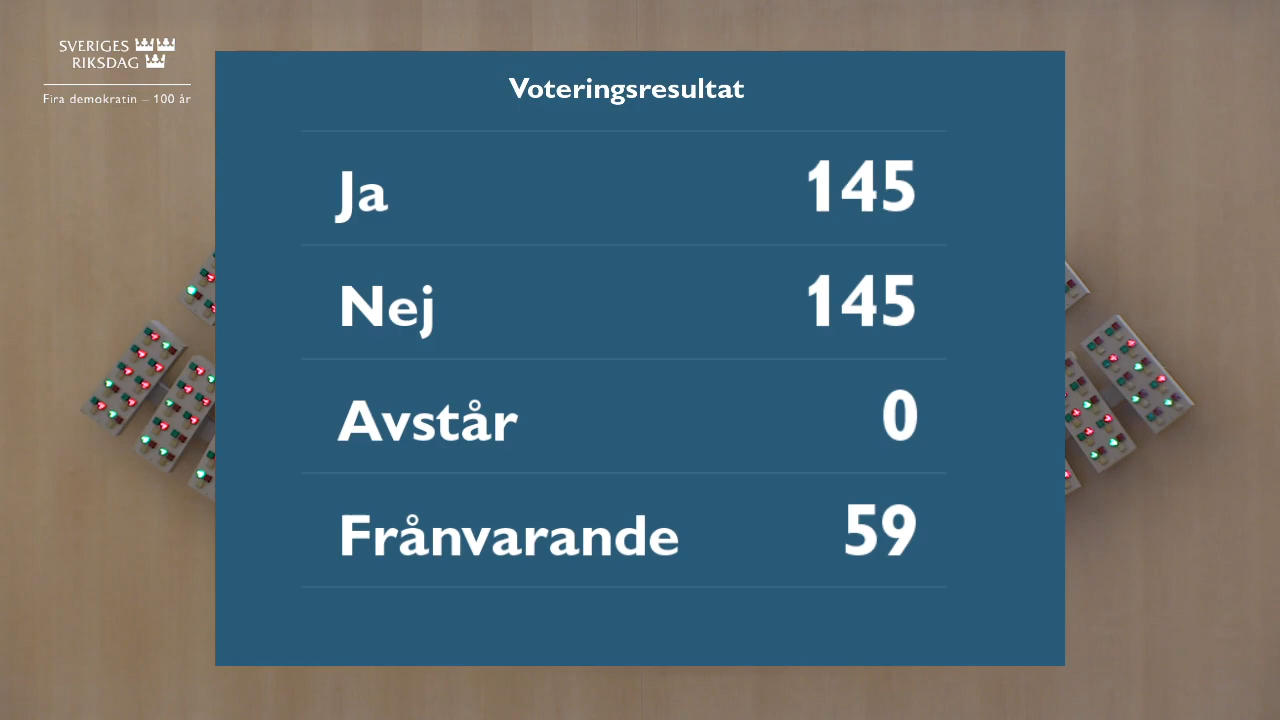 SVERIGES
RIKSDAG
Fira demokratin – 100 år
Voteringsresultat
Ja 145
Nej 145
Avstår 0
Frånvarande 59